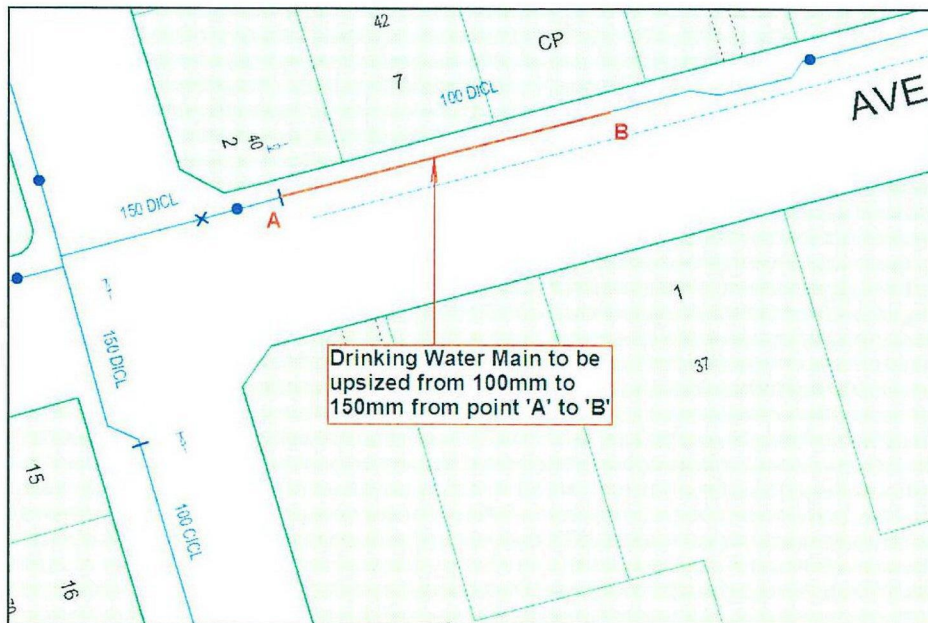 42
CP
7
100 DICL
AVE
2
40
B
150 DICL
A
1
37
150 DICL
Drinking Water Main to be
upsized from 100mm to
150mm from point 'A' to 'B'
15
100 CICL
16